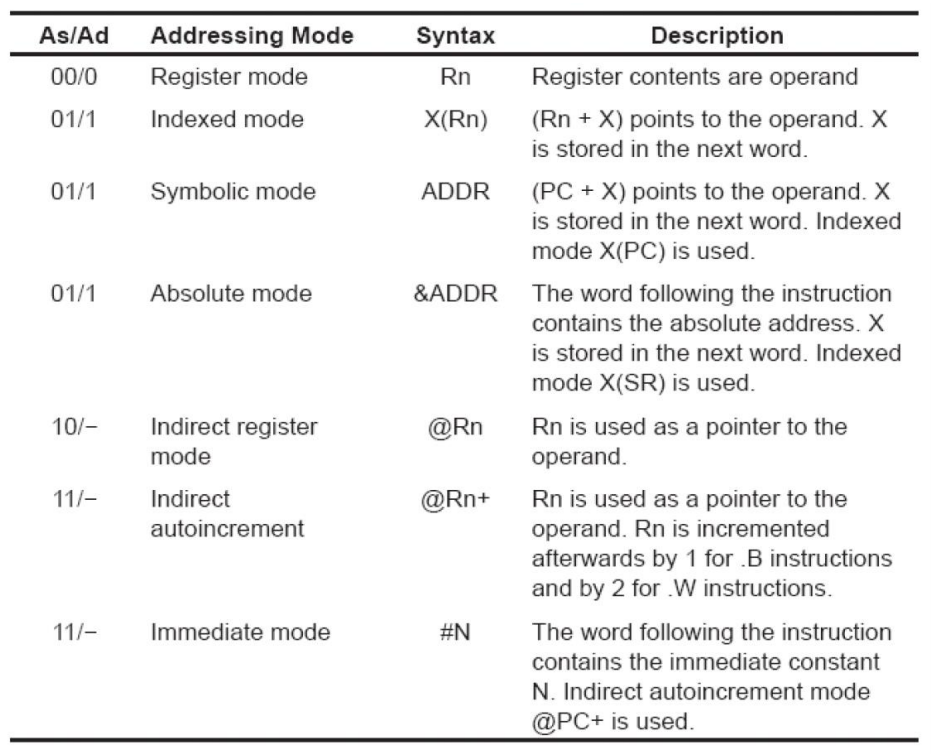 As/Ad Addressing Mode Syntax Description
00/0 Register mode Rn Register contents are operand
01/1 Indexed mode X(Rn) (Rn + X) points to the operand. X
is stored in the next word.
01/1 Symbolic mode ADDR (PC + X) points to the operand. X
is stored in the next word. Indexed
mode X(PC) is used.
01/1 Absolute mode &ADDR The word following the instruction
contains the absolute address. X
is stored in the next word. Indexed
mode X(SR) is used.
10/− Indirect register @Rn Rn is used as a pointer to the
mode operand.
11/− Indirect @Rn+ Rn is used as a pointer to the
autoincrement operand. Rn is incremented
afterwards by 1 for .B instructions
and by 2 for .W instructions.
11/− Immediate mode #N The word following the instruction
contains the immediate constant
N. Indirect autoincrement mode
@PC+ is used.